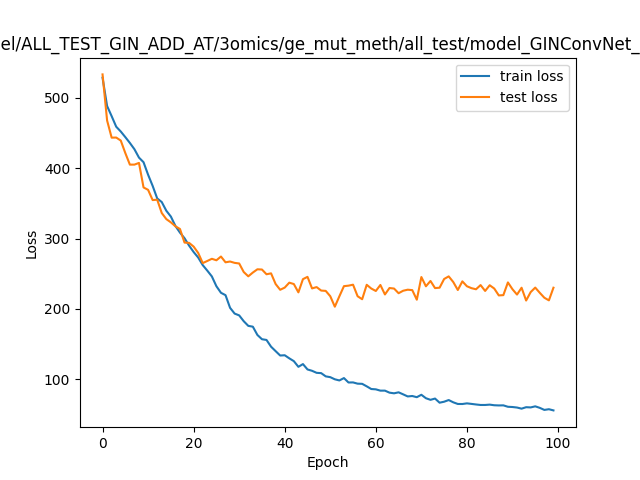 el/ALL_TEST_GIN_ADD_AT/3omics/ge_mut_meth/all_test/model_GINConvNet_
train loss
test loss
Loss
500
400
300
200
100
0
20
40
60
80
100
Epoch